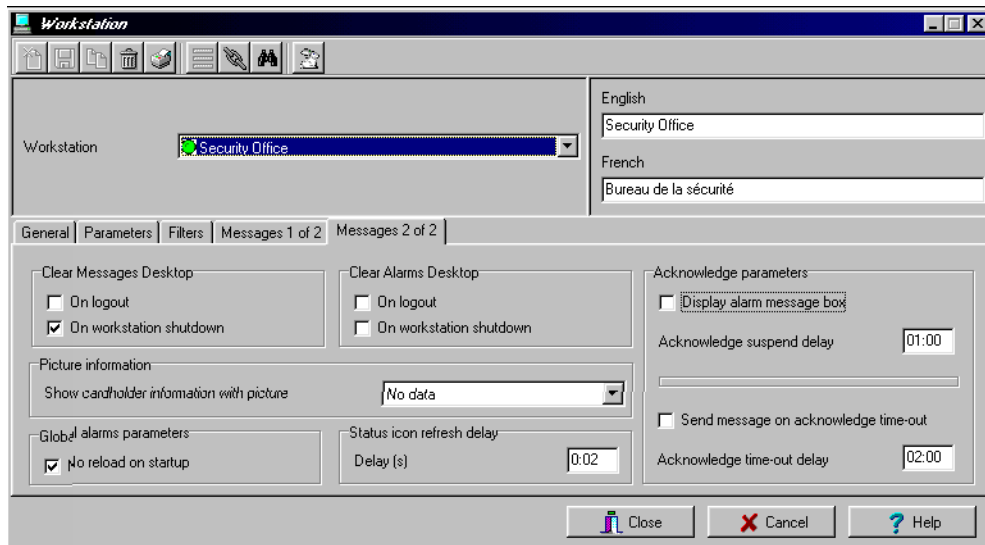 Workstation
Workstation
Security Office
English
Security Office
French
Bureau de la sécurité
General Parameters Filters Messages 1 of 2 Messages 2 of 2
Clear Messages Desktop
On logout
On workstation shutdown
Clear Alarms Desktop
On logout
On workstation shutdown
Acknowledge parameters
Display alarm message box
Acknowledge suspend delay 01:00
Send message on acknowledge time-out
Acknowledge time-out delay 02:00
Picture information
Show cardholder information with picture No data
Global alarms parameters
No reload on startup
Status icon refresh delay
Delay (s) 0:02
Close Cancel Help